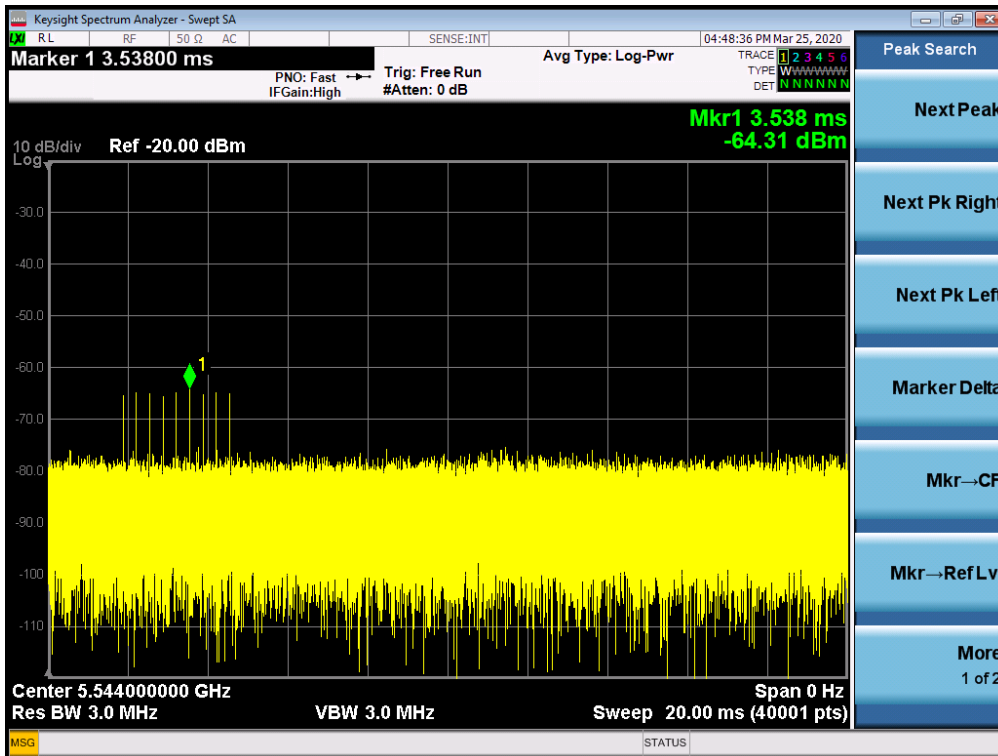 Keysight Spectrum Analyzer - Swept SA
LXI RL RF 50 Ω AC SENSE:INT 04:48:36 PM Mar 25, 2020
Marker 1 3.53800 ms
PNO: Fast
IFGain:High
Trig: Free Run
#Atten: 0 dB
Avg Type: Log-Pwr
TRACE 1 2 3 4 5 6
TYPE WWWWWW
DET N N N N N N
Mkr1 3.538 ms
-64.31 dBm
10 dB/div Ref -20.00 dBm
Log
-30.0
-40.0
-50.0
-60.0
1
-70.0
-80.0
-90.0
-100
-110
Center 5.544000000 GHz Span 0 Hz
Res BW 3.0 MHz VBW 3.0 MHz Sweep 20.00 ms (40001 pts)
MSG STATUS
Peak Search
Next Peak
Next Pk Right
Next Pk Left
Marker Delta
Mkr→CF
Mkr→Ref Lv
More
1 of 2